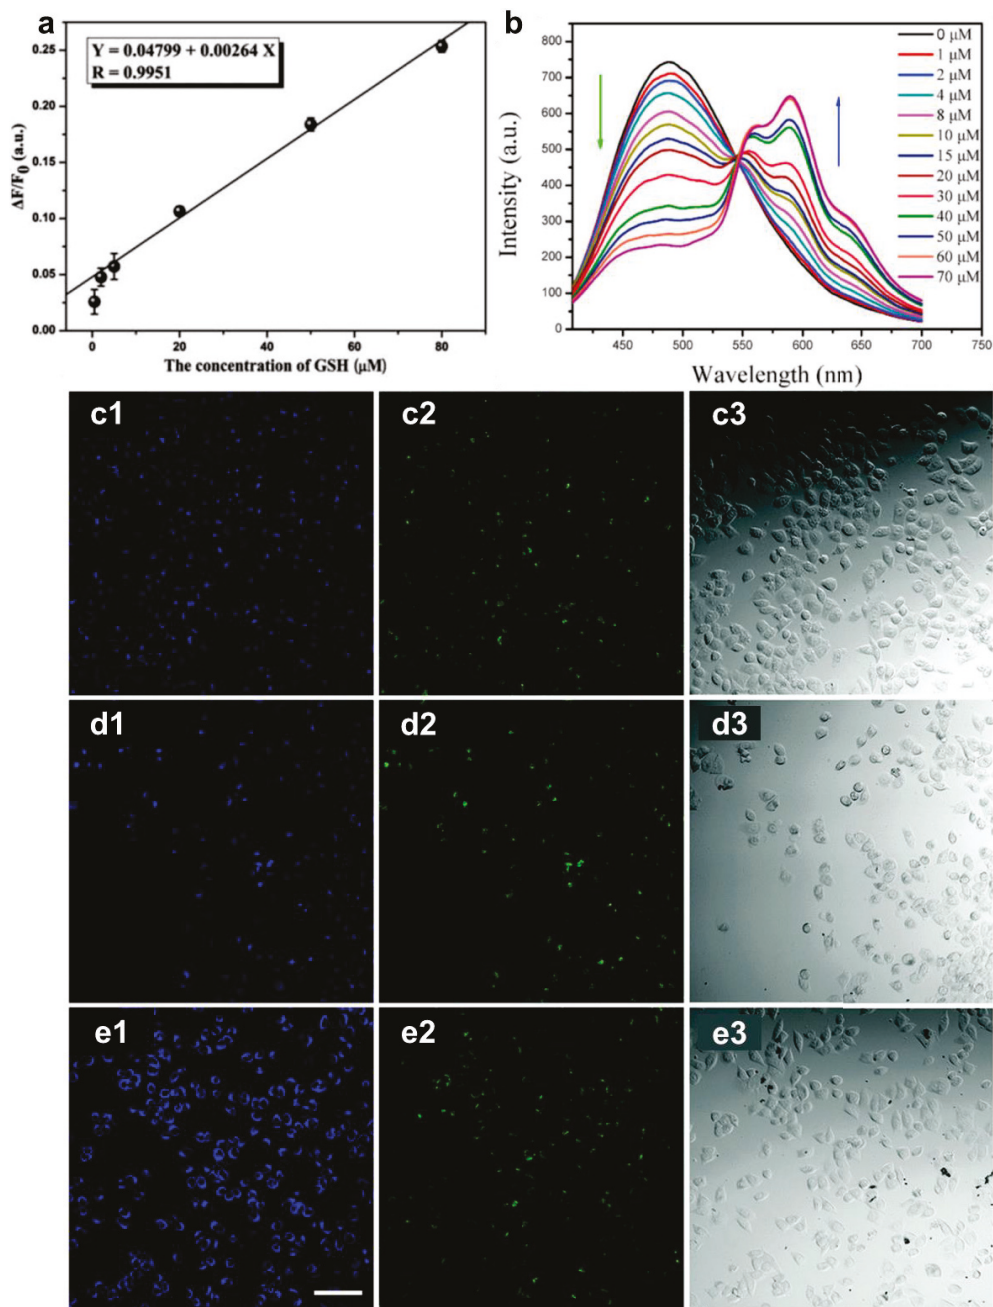 a
Y = 0.04799 + 0.00264 X
R = 0.9951
ΔF/F0 (a.u.)
0.25
0.20
0.15
0.10
0.05
0.00
0 20 40 60 80
The concentration of GSH (μM)
b
Intensity (a.u.)
800
700
600
500
400
300
200
100
0
450 500 550 600 650 700 750
Wavelength (nm)
0 μM
1 μM
2 μM
4 μM
8 μM
10 μM
15 μM
20 μM
30 μM
40 μM
50 μM
60 μM
70 μM
c1 c2 c3
d1 d2 d3
e1 e2 e3